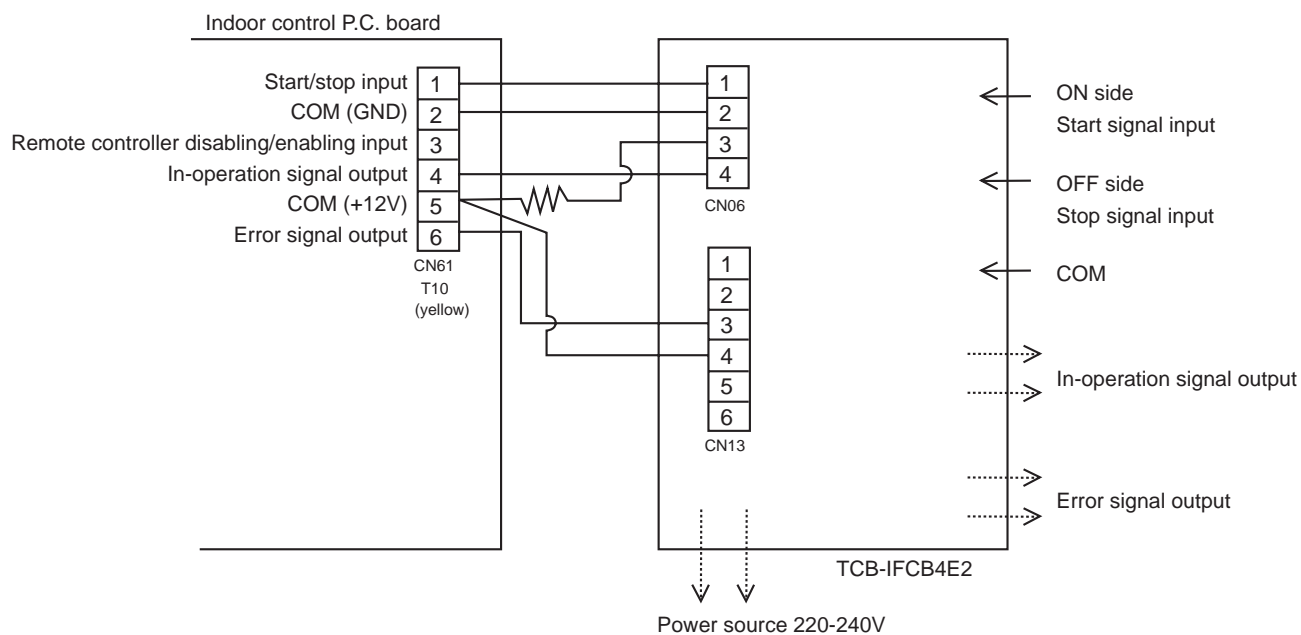 Indoor control P.C. board
Start/stop input
COM (GND)
Remote controller disabling/enabling input
In-operation signal output
COM (+12V)
Error signal output
1
2
3
4
5
6
CN61
T10
(yellow)
1
2
3
4
CN06
1
2
3
4
5
6
CN13
ON side
Start signal input
OFF side
Stop signal input
COM
In-operation signal output
Error signal output
TCB-IFCB4E2
Power source 220-240V